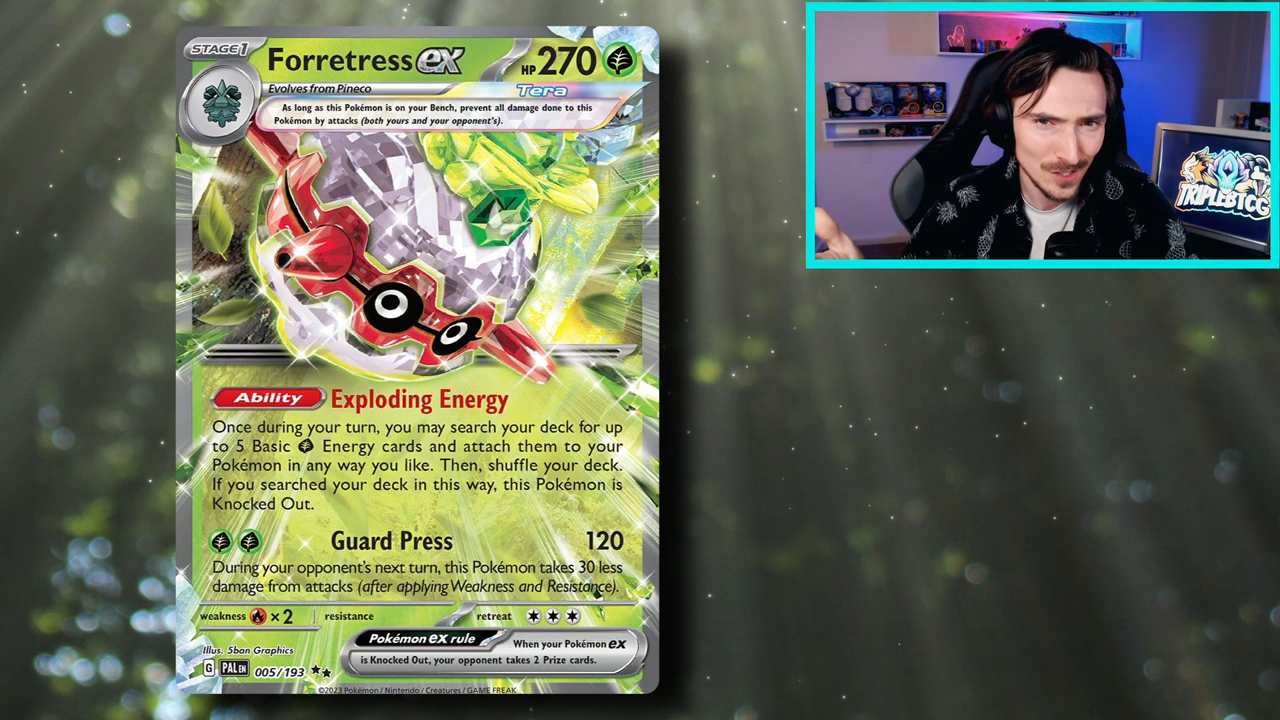 STAGE1
Forretress ex
HP 270
Evolves from Pineco
Tera
As long as this Pokémon is on your Bench, prevent all damage done to this
Pokémon by attacks (both yours and your opponent's).
Ability Exploding Energy
Once during your turn, you may search your deck for up
to 5 Basic Energy cards and attach them to your
Pokémon in any way you like. Then, shuffle your deck.
If you searched your deck in this way, this Pokémon is
Knocked Out.
Guard Press 120
During your opponent's next turn, this Pokémon takes 30 less
damage from attacks (after applying Weakness and Resistance).
weakness ×2 resistance retreat
Pokémon ex rule When your Pokémon ex
is Knocked Out, your opponent takes 2 Prize cards.
Illus. 5ban Graphics
G PAL EN 005/193
©2023 Pokémon / Nintendo / Creatures / GAME FREAK
TRIPLEBTCG